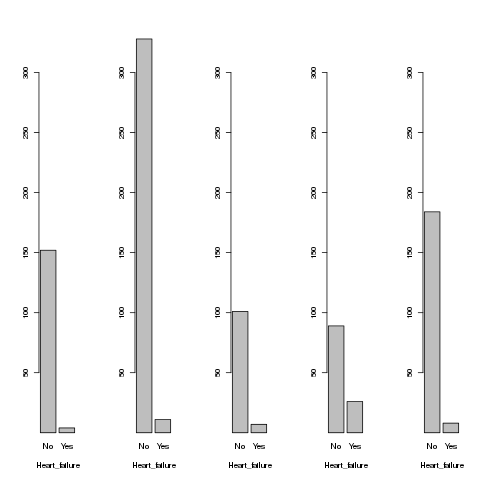 300 300 300 300 300
250 250 250 250 250
200 200 200 200 200
150 150 150 150 150
100 100 100 100 100
50 50 50 50 50
No Yes No Yes No Yes No Yes No Yes
Heart_failure Heart_failure Heart_failure Heart_failure Heart_failure